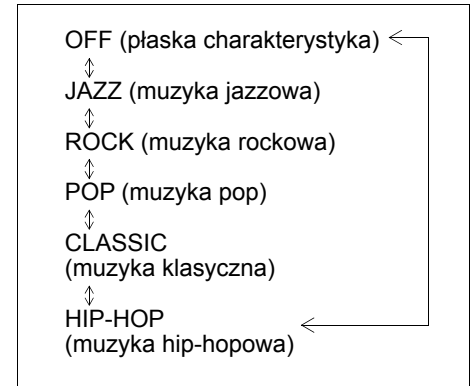 OFF (płaska charakterystyka)
JAZZ (muzyka jazzowa)
ROCK (muzyka rockowa)
POP (muzyka pop)
CLASSIC
(muzyka klasyczna)
HIP-HOP
(muzyka hip-hopowa)